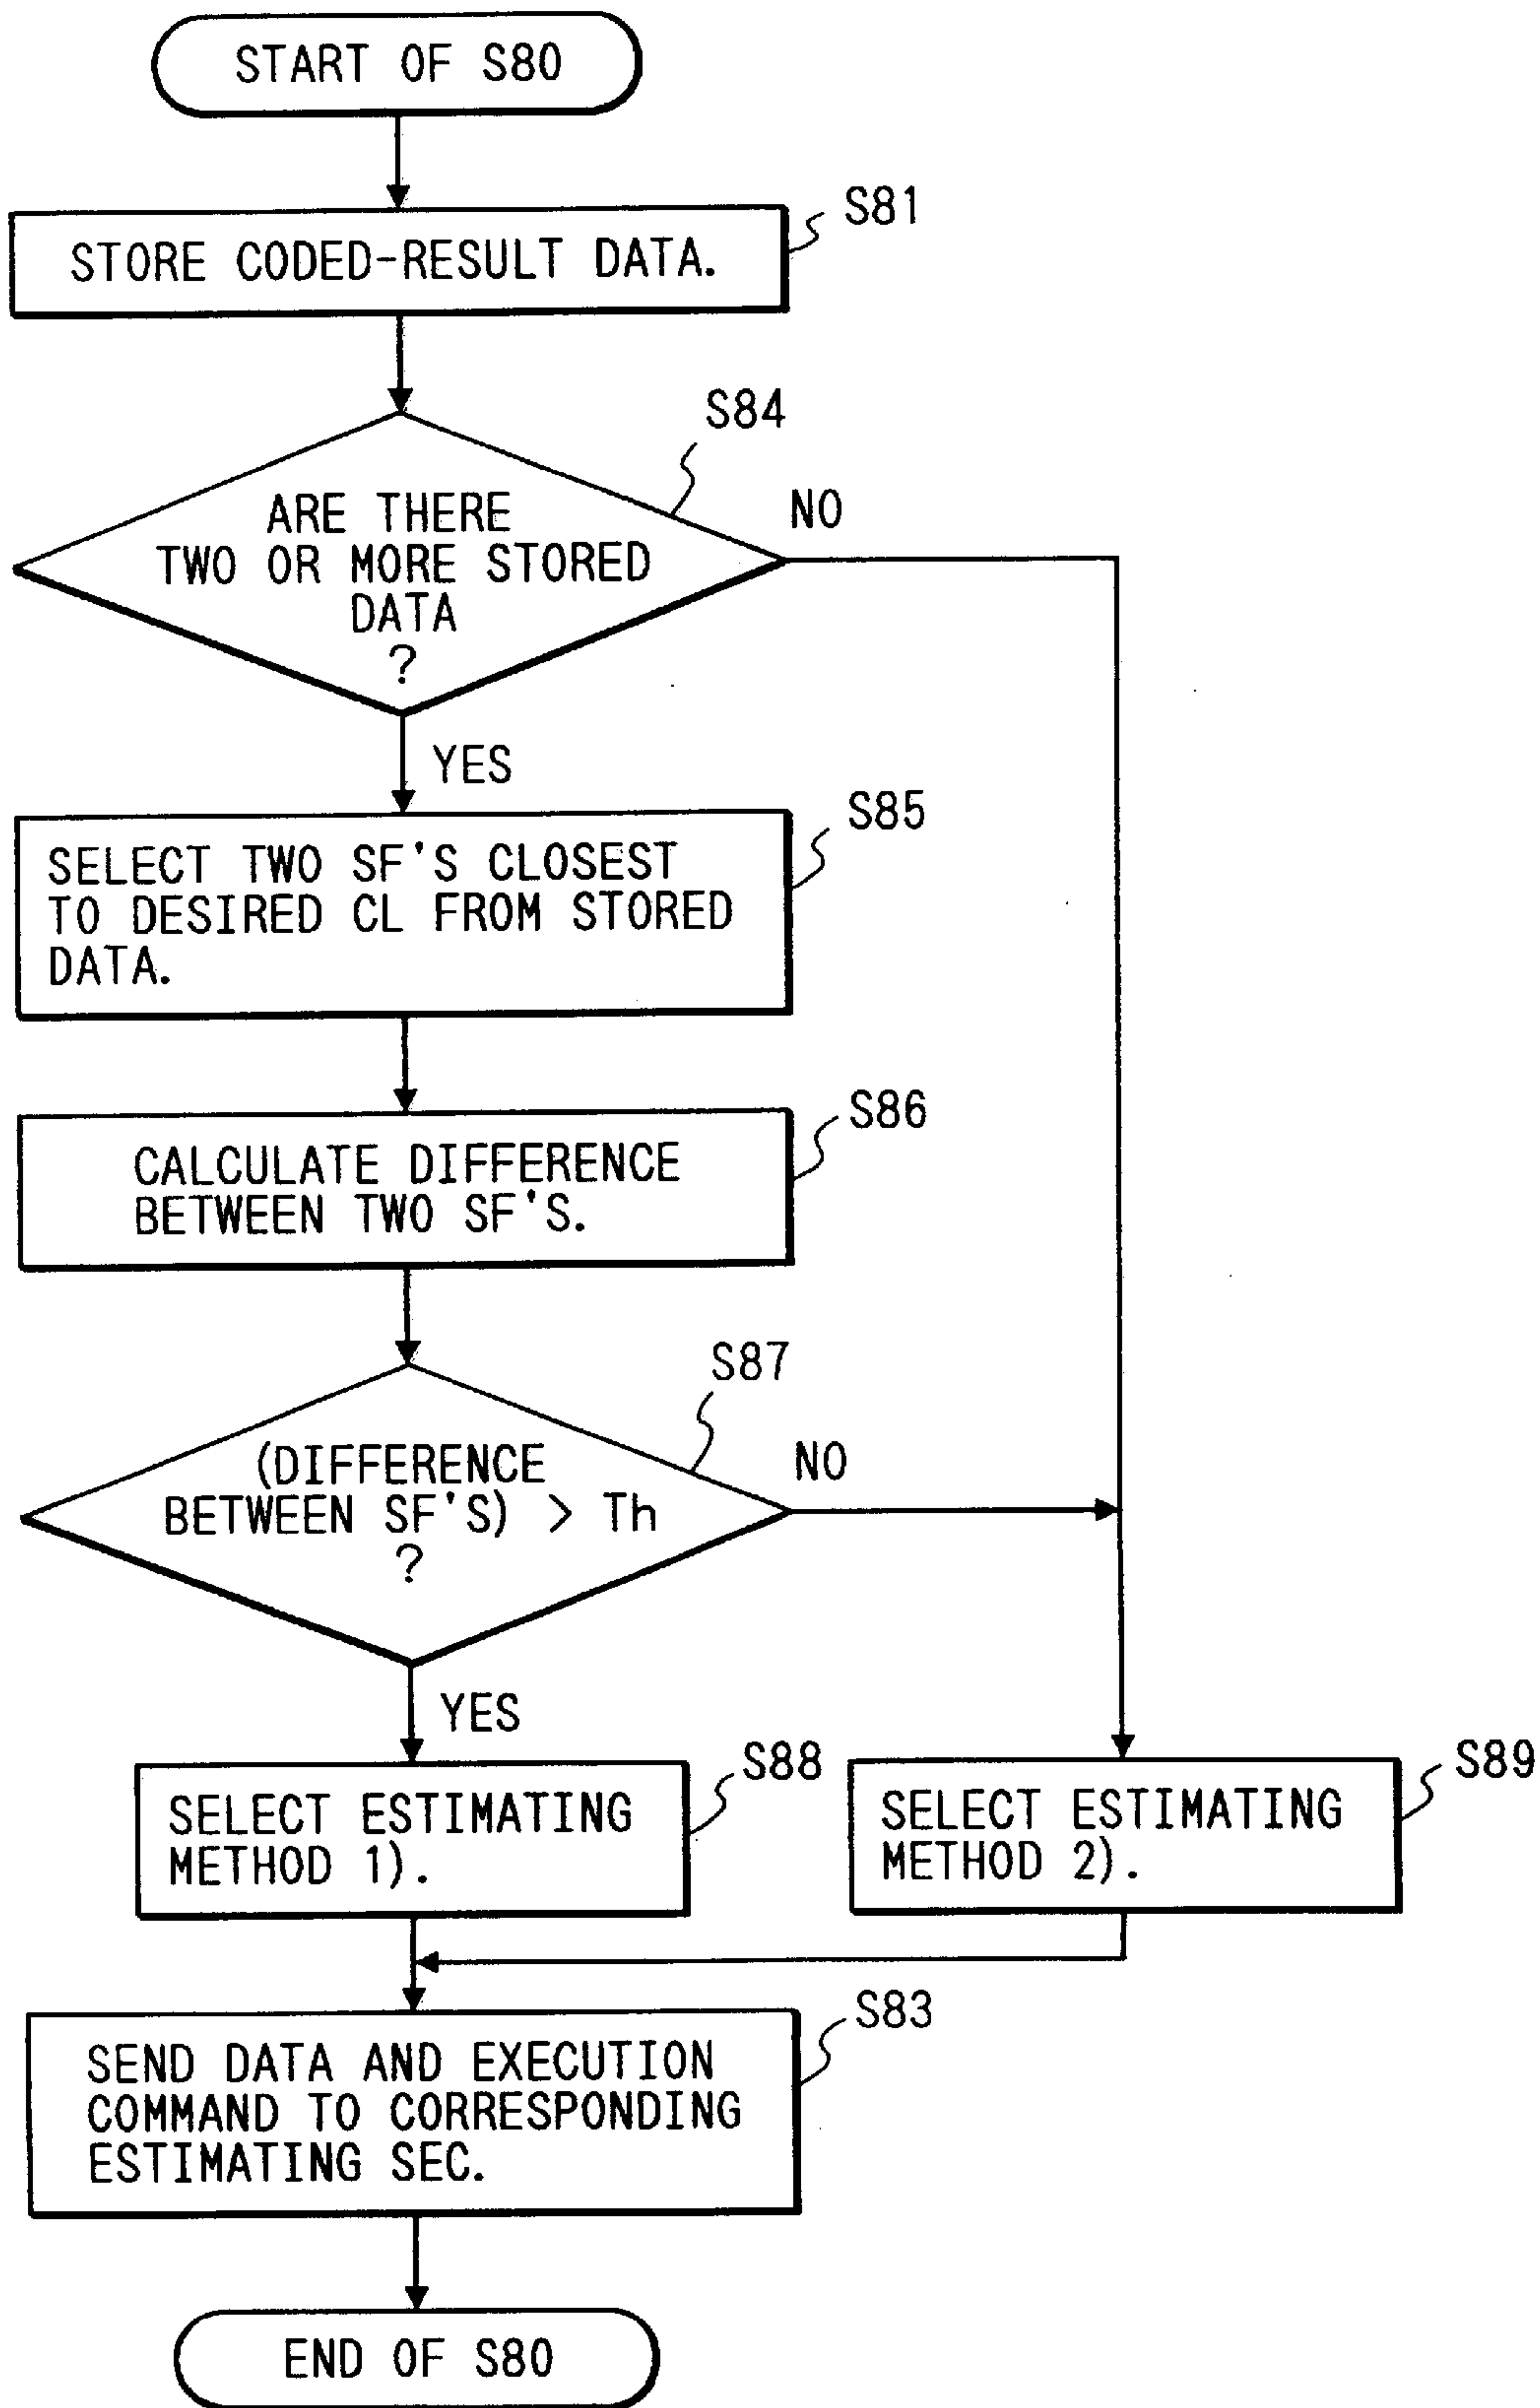 START OF S80
S81
STORE CODED-RESULT DATA.
S84
ARE THERE
TWO OR MORE STORED
DATA
?
NO
YES
S85
SELECT TWO SF'S CLOSEST
TO DESIRED CL FROM STORED
DATA.
S86
CALCULATE DIFFERENCE
BETWEEN TWO SF'S.
S87
(DIFFERENCE
BETWEEN SF'S) > Th
?
NO
YES
S88
SELECT ESTIMATING
METHOD 1).
S89
SELECT ESTIMATING
METHOD 2).
S83
SEND DATA AND EXECUTION
COMMAND TO CORRESPONDING
ESTIMATING SEC.
END OF S80